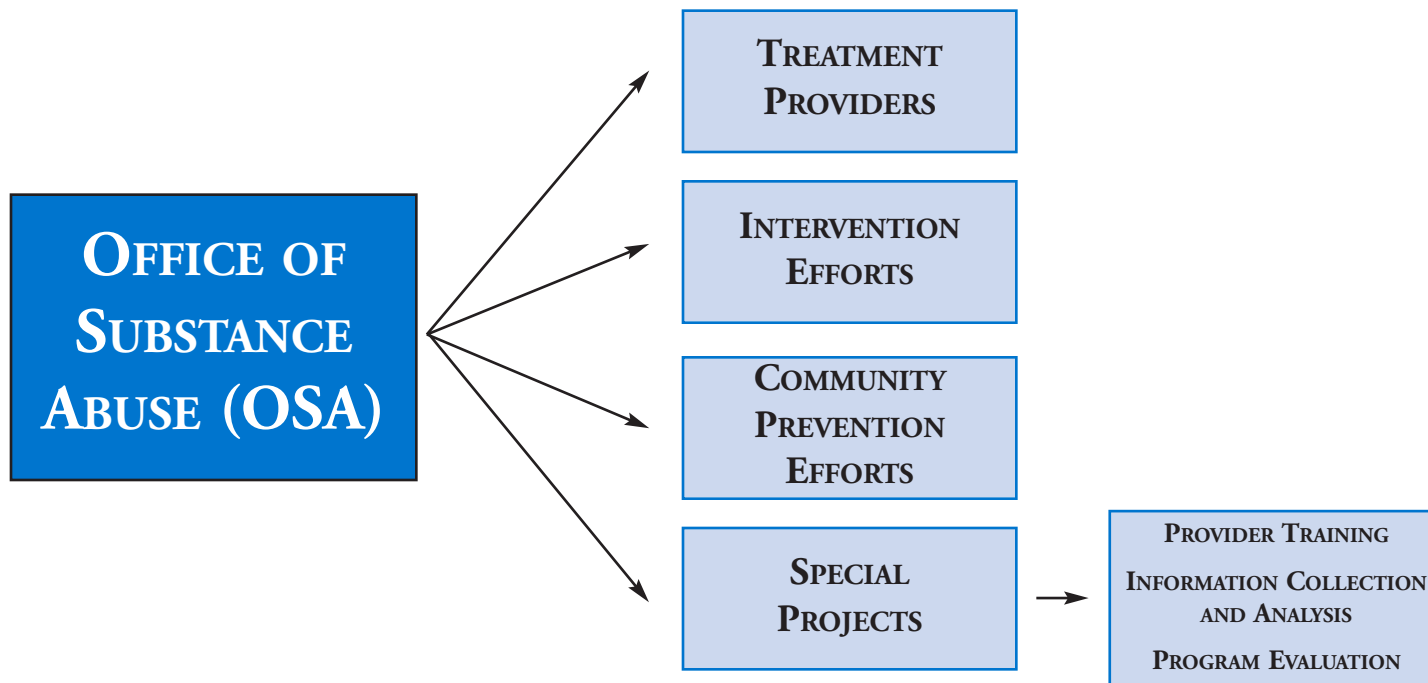 OFFICE OF
SUBSTANCE
ABUSE (OSA)
TREATMENT
PROVIDERS
INTERVENTION
EFFORTS
COMMUNITY
PREVENTION
EFFORTS
SPECIAL
PROJECTS
PROVIDER TRAINING
INFORMATION COLLECTION
AND ANALYSIS
PROGRAM EVALUATION